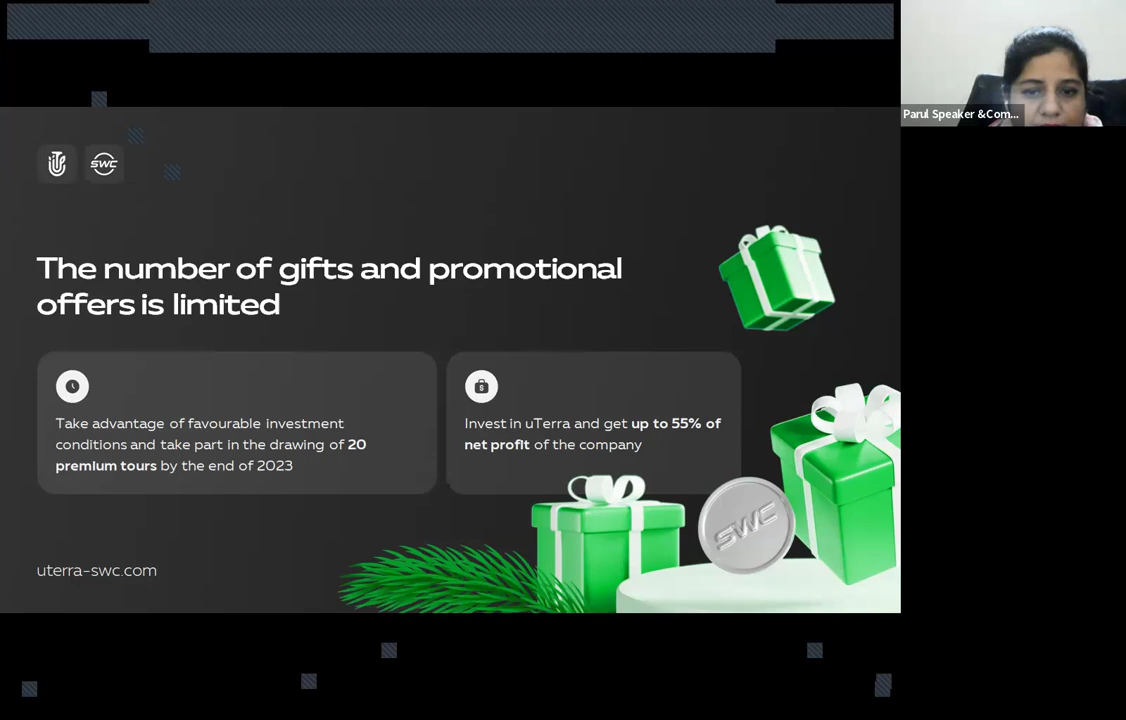 Parul Speaker &Com...
SWC
The number of gifts and promotional
offers is limited
Take advantage of favourable investment
conditions and take part in the drawing of 20
premium tours by the end of 2023
Invest in uTerra and get up to 55% of
net profit of the company
$
SWC
uterra-swc.com